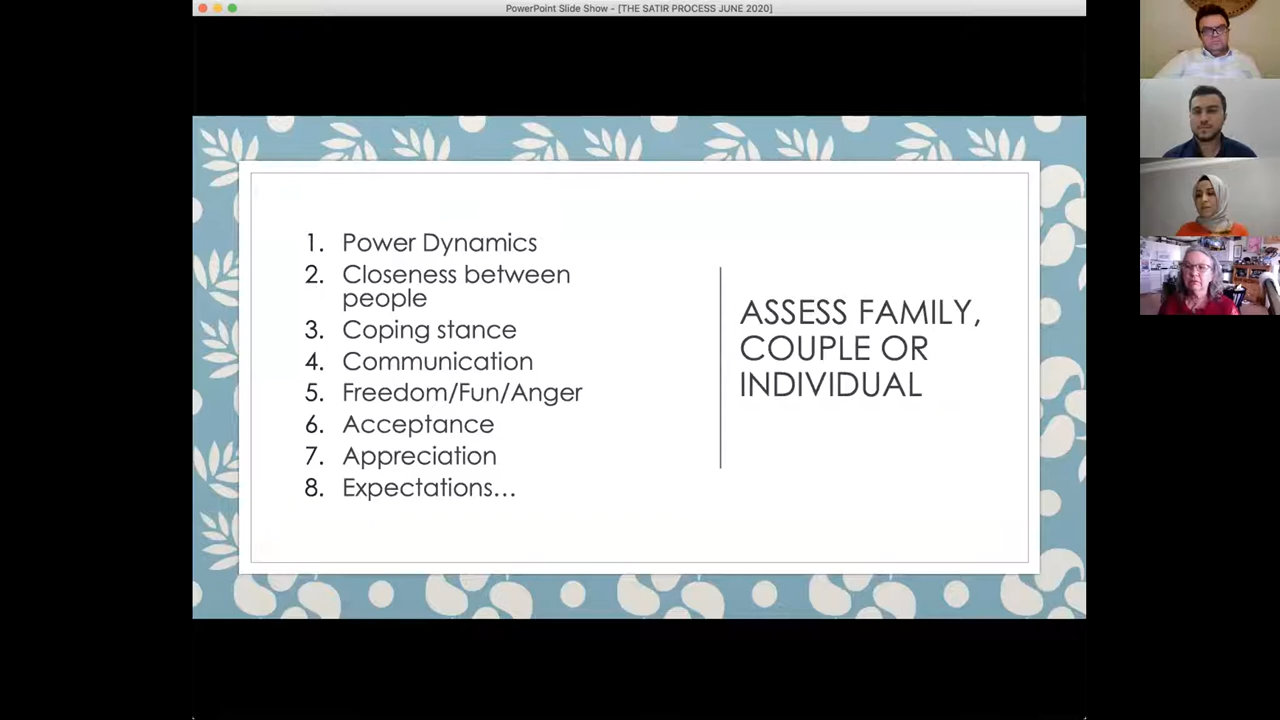 PowerPoint Slide Show - [THE SATIR PROCESS JUNE 2020]
1. Power Dynamics
2. Closeness between
people
3. Coping stance
4. Communication
5. Freedom/Fun/Anger
6. Acceptance
7. Appreciation
8. Expectations…
ASSESS FAMILY,
COUPLE OR
INDIVIDUAL